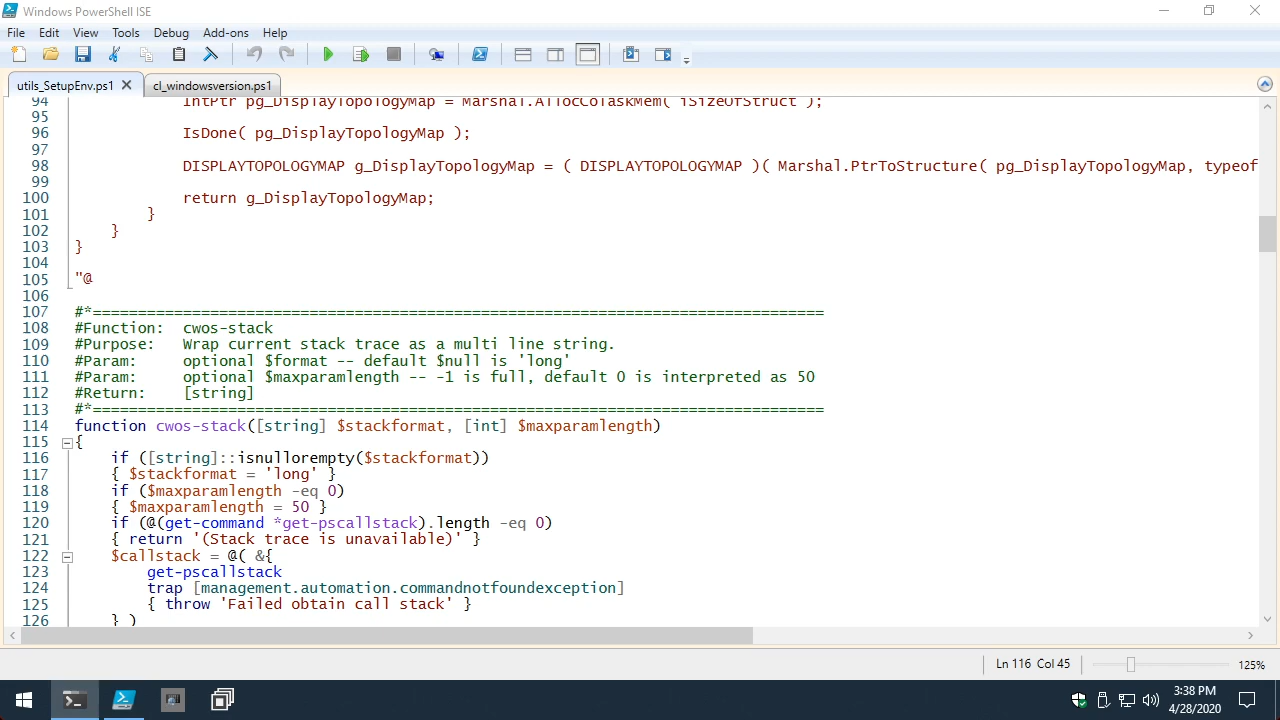 Windows PowerShell ISE
File Edit View Tools Debug Add-ons Help
utils_SetupEnv.ps1 cl_windowsversion.ps1
94 IntPtr pg_DisplayTopologyMap = Marshal.AllocCoTaskMem( iSizeOfStruct );
95
96 IsDone( pg_DisplayTopologyMap );
97
98 DISPLAYTOPOLOGYMAP g_DisplayTopologyMap = ( DISPLAYTOPOLOGYMAP )( Marshal.PtrToStructure( pg_DisplayTopologyMap, typeof
99
100 return g_DisplayTopologyMap;
101 }
102 }
103 }
104
105 "@
106
107 #*=================================================================================
108 #Function: cwos-stack
109 #Purpose: Wrap current stack trace as a multi line string.
110 #Param: optional $format -- default $null is 'long'
111 #Param: optional $maxparamlength -- -1 is full, default 0 is interpreted as 50
112 #Return: [string]
113 #*=================================================================================
114 function cwos-stack([string] $stackformat, [int] $maxparamlength)
115 {
116 if ([string]::isnullorempty($stackformat))
117 { $stackformat = 'long' }
118 if ($maxparamlength -eq 0)
119 { $maxparamlength = 50 }
120 if (@(get-command *get-pscallstack).length -eq 0)
121 { return '(Stack trace is unavailable)' }
122 $callstack = @( &{
123 get-pscallstack
124 trap [management.automation.commandnotfoundexception]
125 { throw 'Failed obtain call stack' }
126 } )
Ln 116 Col 45 125%
3:38 PM
4/28/2020